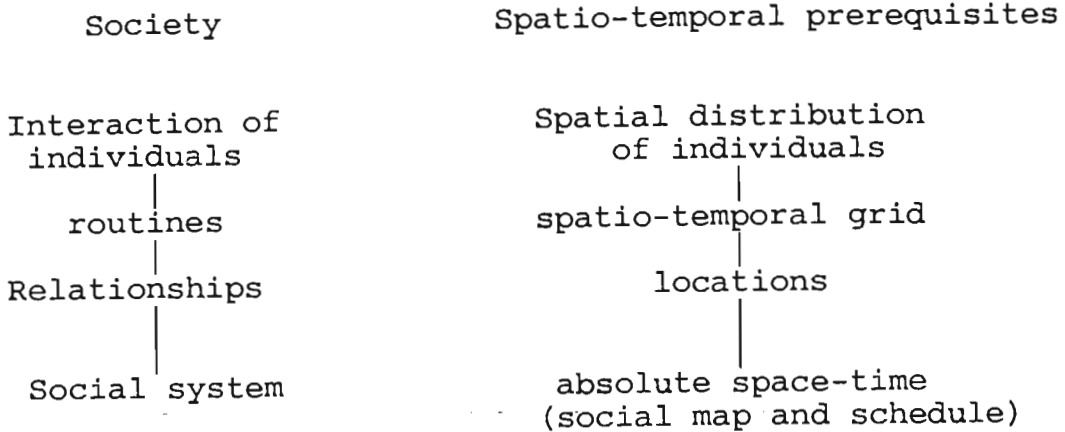 Society
Interaction of
individuals
routines
Relationships
Social system
Spatio-temporal prerequisites
Spatial distribution
of individuals
spatio-temporal grid
locations
absolute space-time
(social map and schedule)